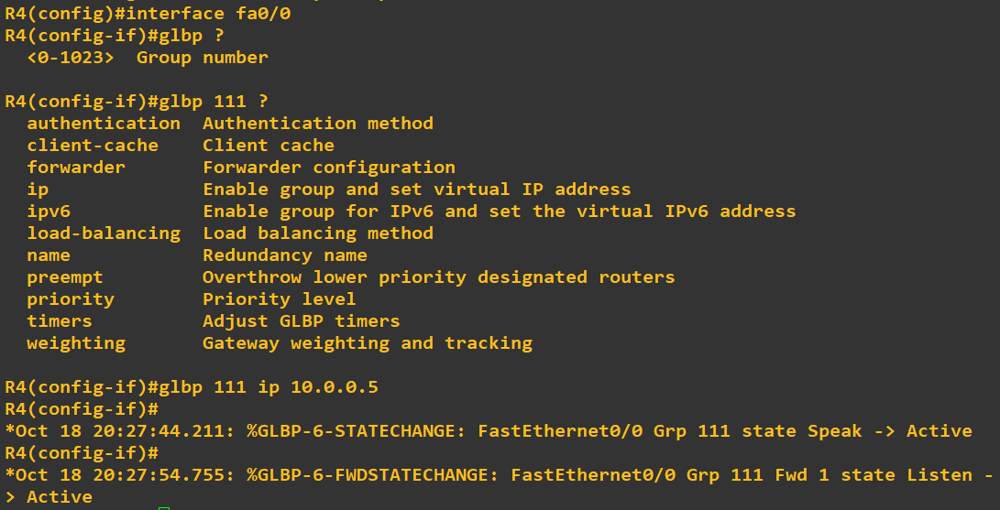 R4(config)#interface fa0/0
R4(config-if)#glbp ?
  <0-1023>  Group number

R4(config-if)#glbp 111 ?
  authentication  Authentication method
  client-cache    Client cache
  forwarder       Forwarder configuration
  ip              Enable group and set virtual IP address
  ipv6            Enable group for IPv6 and set the virtual IPv6 address
  load-balancing  Load balancing method
  name            Redundancy name
  preempt         Overthrow lower priority designated routers
  priority        Priority level
  timers          Adjust GLBP timers
  weighting       Gateway weighting and tracking

R4(config-if)#glbp 111 ip 10.0.0.5
R4(config-if)#
*Oct 18 20:27:44.211: %GLBP-6-STATECHANGE: FastEthernet0/0 Grp 111 state Speak -> Active
R4(config-if)#
*Oct 18 20:27:54.755: %GLBP-6-FWDSTATECHANGE: FastEthernet0/0 Grp 111 Fwd 1 state Listen -
> Active